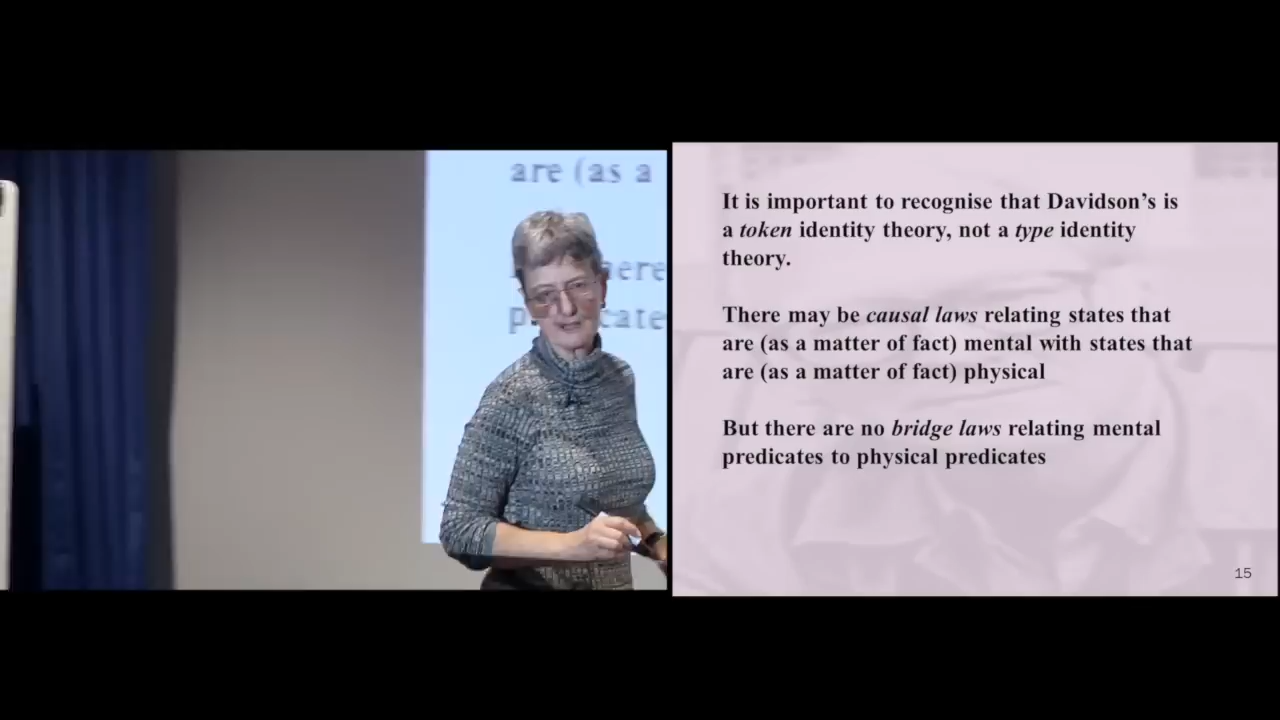 are (as a
It is important to recognise that Davidson’s is
a token identity theory, not a type identity
theory.
There may be causal laws relating states that
are (as a matter of fact) mental with states that
are (as a matter of fact) physical
But there are no bridge laws relating mental
predicates to physical predicates
15